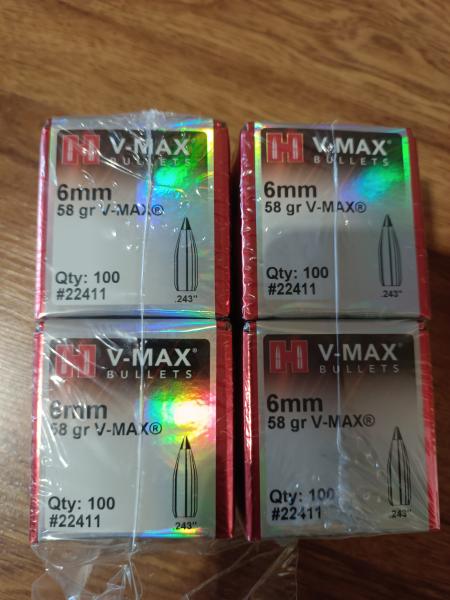 H V-MAX®
BULLETS
6mm
58 gr V-MAX®
Qty: 100
#22411
.243"
H V-MAX
BULLETS
6mm
58 gr V-MAX®
Qty: 100
#22411
.243"
H V-MAX®
BULLETS
6mm
58 gr V-MAX®
Qty: 100
#22411
.243"
H V-MAX®
BULLETS
6mm
58 gr V-MAX®
Qty: 100
#22411
.243"